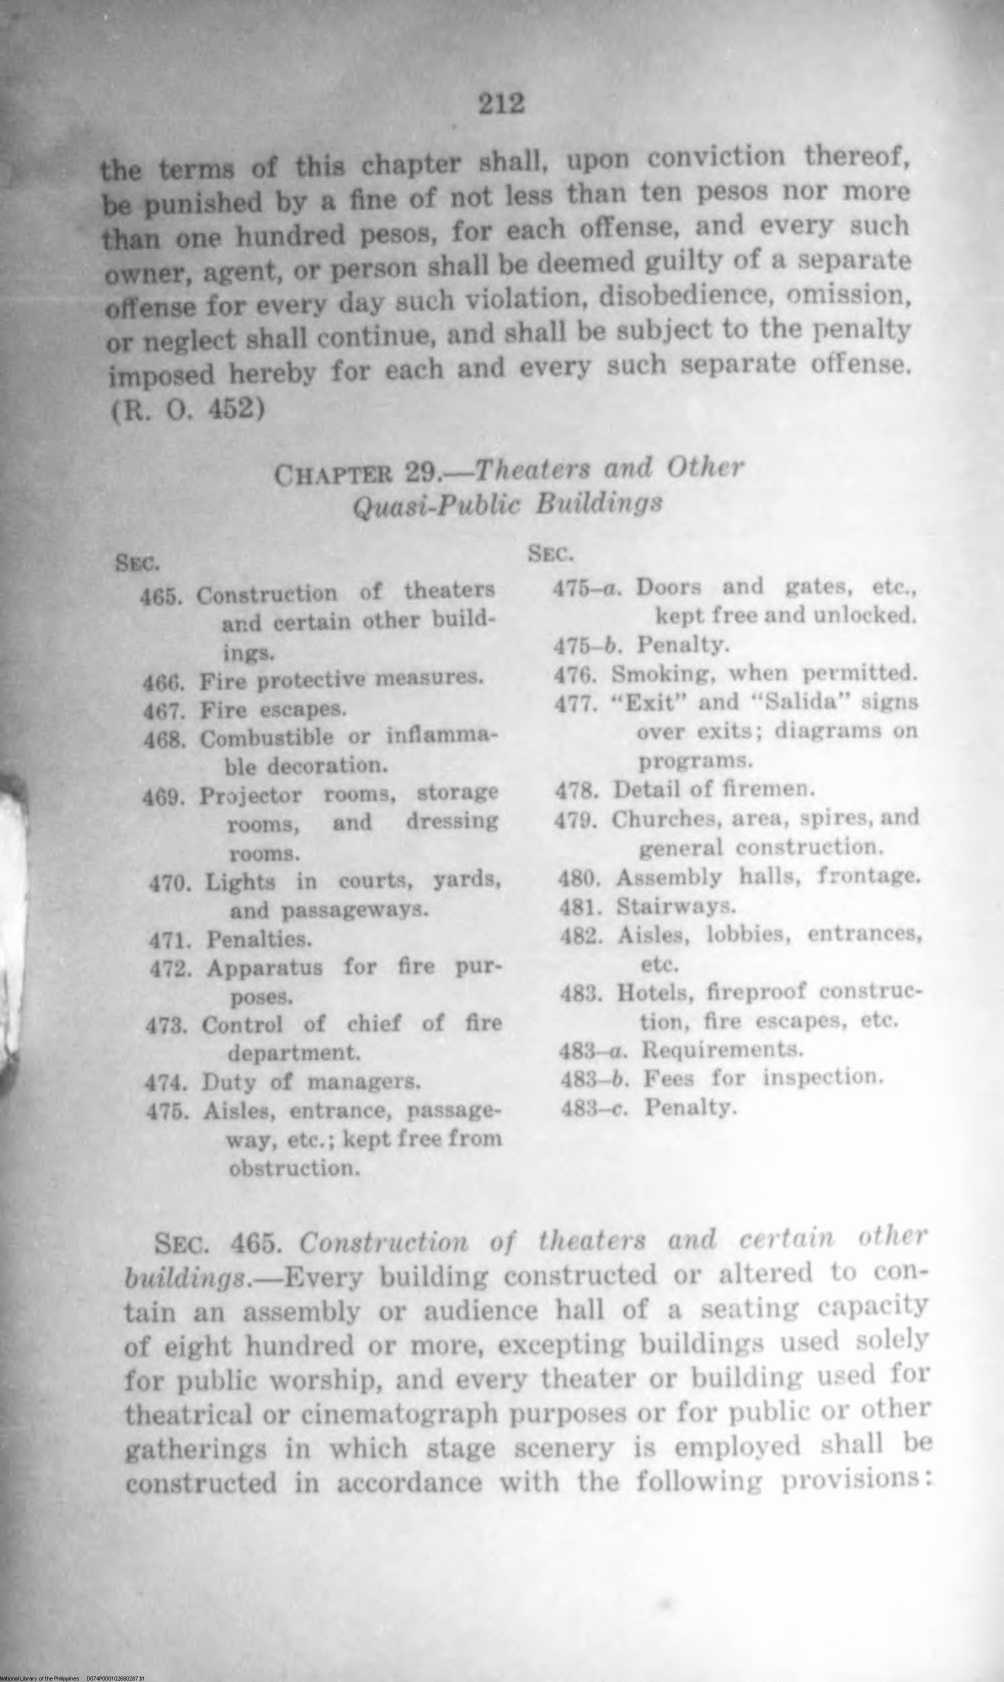 212
the terms of this chapter shall, upon conviction thereof,
be punished by a fine of not less than ten pesos nor more
than one hundred pesos, for each offense, and every such
owner, agent, or person shall be deemed guilty of a separate
offense for every day such violation, disobedience, omission,
or neglect shall continue, and shall be subject to the penalty
imposed hereby for each and every such separate offense.
(R. O. 452)
CHAPTER 29.—Theaters and Other
Quasi-Public Buildings
SEC.
465. Construction of theaters
and certain other build-
ings.
466. Fire protective measures.
467. Fire escapes.
468. Combustible or inflamma-
ble decoration.
469. Projector rooms, storage
rooms, and dressing
rooms.
470. Lights in courts, yards,
and passageways.
471. Penalties.
472. Apparatus for fire pur-
poses.
473. Control of chief of fire
department.
474. Duty of managers.
475. Aisles, entrance, passage-
way, etc.; kept free from
obstruction.
SEC.
475-a. Doors and gates, etc.,
kept free and unlocked.
475-b. Penalty.
476. Smoking, when permitted.
477. "Exit" and "Salida" signs
over exits; diagrams on
programs.
478. Detail of firemen.
479. Churches, area, spires, and
general construction.
480. Assembly halls, frontage.
481. Stairways.
482. Aisles, lobbies, entrances,
etc.
483. Hotels, fireproof construc-
tion, fire escapes, etc.
483-a. Requirements.
483-b. Fees for inspection.
483-c. Penalty.
SEC. 465. Construction of theaters and certain other
buildings.—Every building constructed or altered to con-
tain an assembly or audience hall of a seating capacity
of eight hundred or more, excepting buildings used solely
for public worship, and every theater or building used for
theatrical or cinematograph purposes or for public or other
gatherings in which stage scenery is employed shall be
constructed in accordance with the following provisions:
National Library of the Philippines